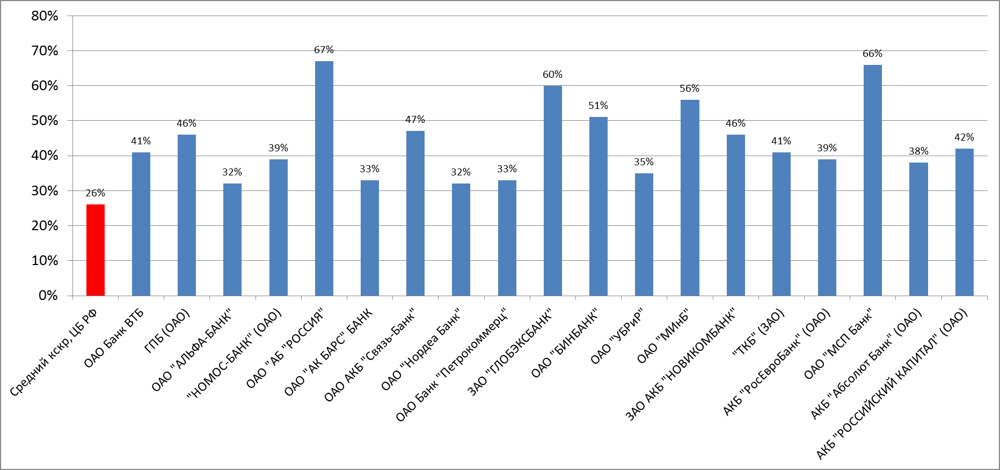 80%
70%
60%
50%
40%
30%
20%
10%
0%
26%
41%
46%
32%
39%
67%
33%
47%
32%
33%
60%
51%
35%
56%
46%
41%
39%
66%
38%
42%
Средний кскр, ЦБ РФ
ОАО Банк ВТБ
ГПБ (ОАО)
ОАО "АЛЬФА-БАНК"
"НОМОС-БАНК" (ОАО)
ОАО "АБ "РОССИЯ"
ОАО "АК БАРС" БАНК
ОАО АКБ "Связь-Банк"
ОАО "Нордеа Банк"
ОАО Банк "Петрокоммерц"
ЗАО "ГЛОБЭКСБАНК"
ОАО "БИНБАНК"
ОАО "УБРиР"
ОАО "МИнБ"
ЗАО АКБ "НОВИКОМБАНК"
"ТКБ" (ЗАО)
АКБ "РосЕвроБанк" (ОАО)
ОАО "МСП Банк"
АКБ "Абсолют Банк" (ОАО)
АКБ "РОССИЙСКИЙ КАПИТАЛ" (ОАО)